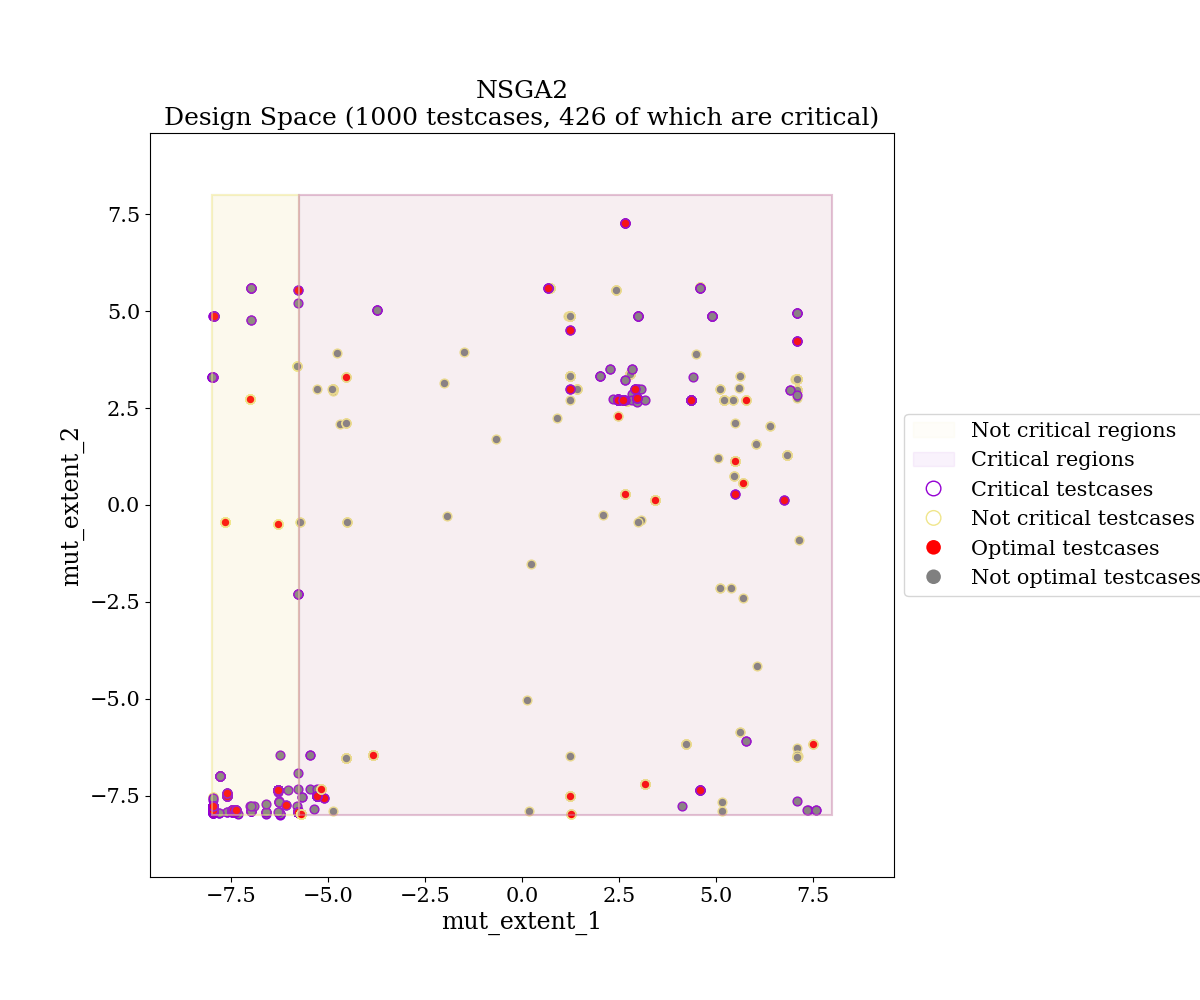 NSGA2
Design Space (1000 testcases, 426 of which are critical)
7.5
5.0
2.5
0.0
−2.5
−5.0
−7.5
mut_extent_2
−7.5
−5.0
−2.5
0.0
2.5
5.0
7.5
mut_extent_1
Not critical regions
Critical regions
Critical testcases
Not critical testcases
Optimal testcases
Not optimal testcases